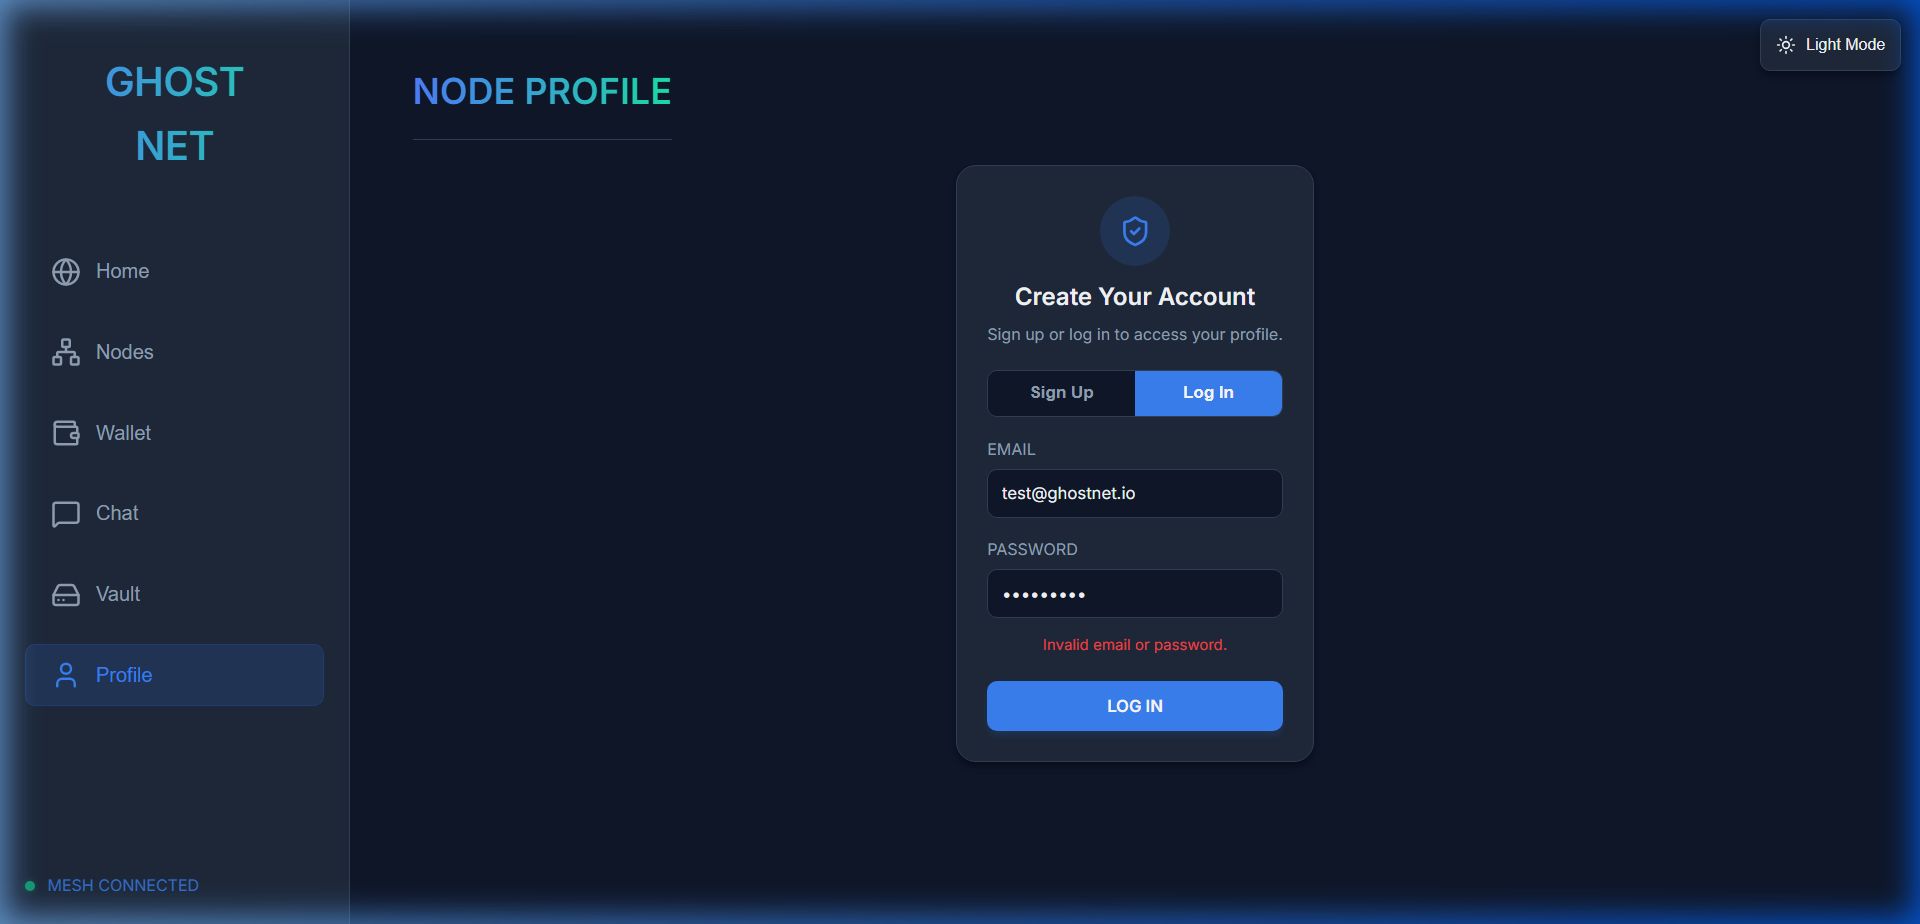 GHOST
NET
Home
Nodes
Wallet
Chat
Vault
Profile
MESH CONNECTED
Light Mode
NODE PROFILE
Create Your Account
Sign up or log in to access your profile.
Sign Up
Log In
EMAIL
test@ghostnet.io
PASSWORD
•••••••••
Invalid email or password.
LOG IN